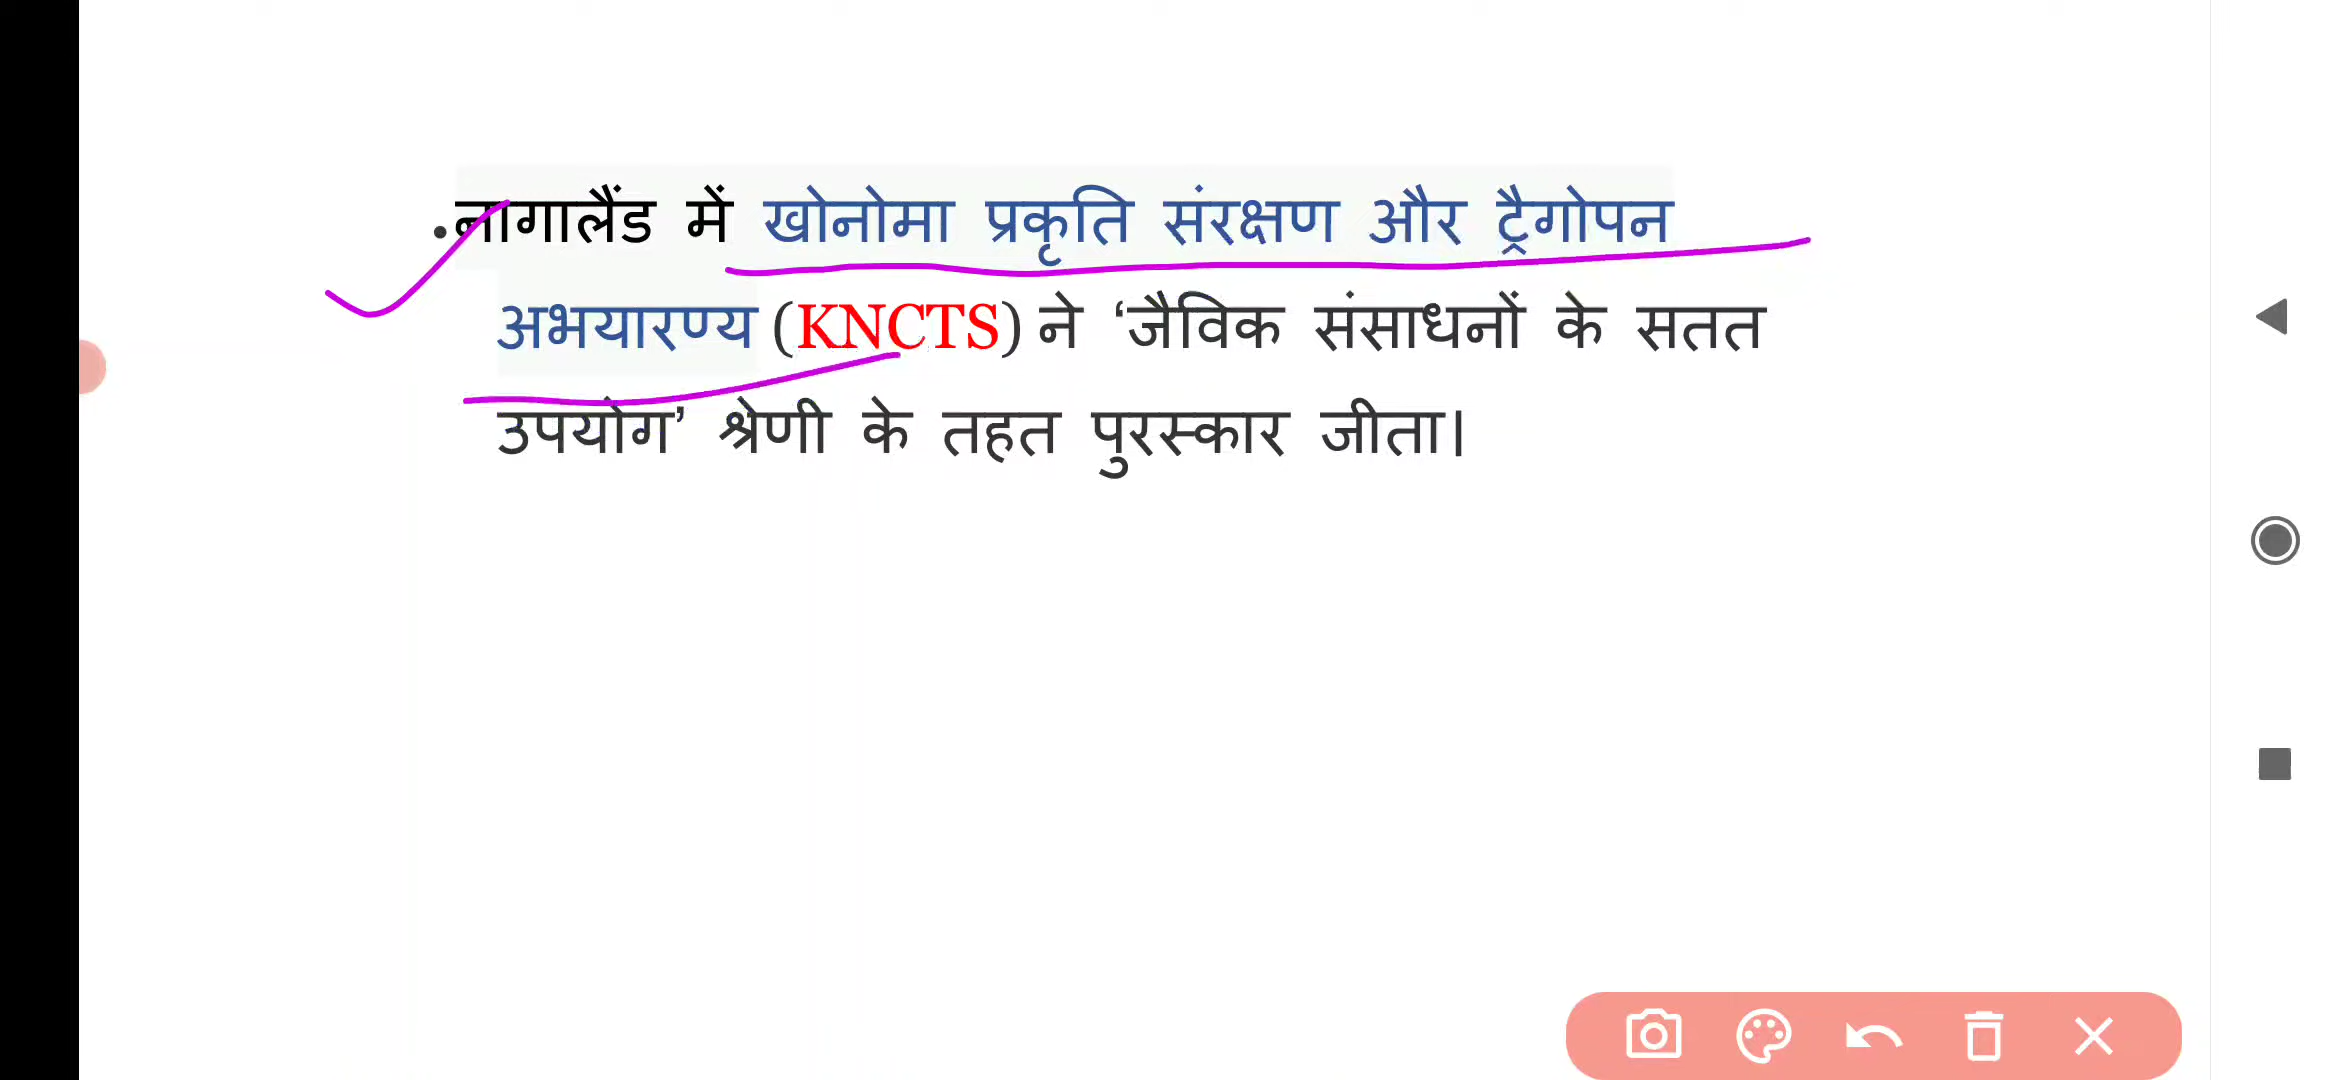 •नागालैंड में खोनोमा प्रकृति संरक्षण और ट्रैगोपन
अभयारण्य (KNCTS) ने ‘जैविक संसाधनों के सतत
उपयोग’ श्रेणी के तहत पुरस्कार जीता।